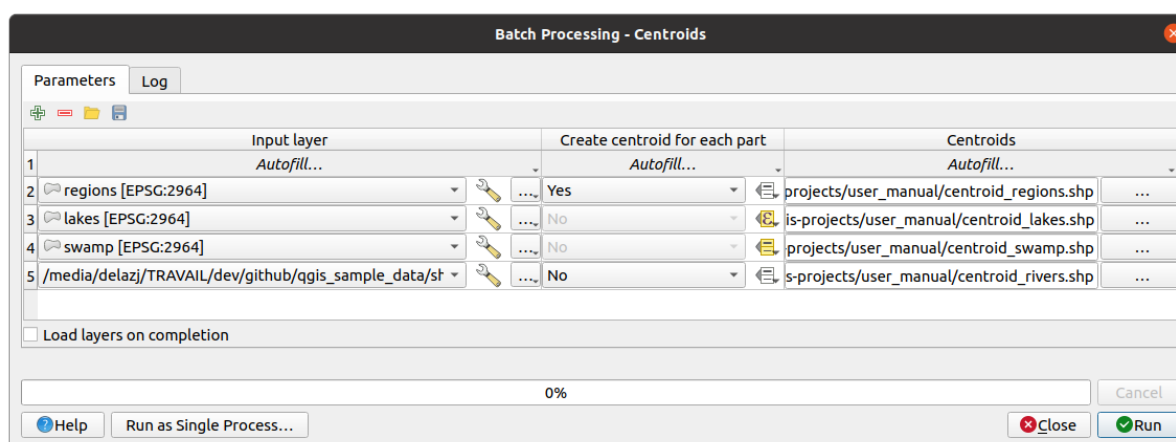 Batch Processing - Centroids
Parameters Log
Input layer Create centroid for each part Centroids
1 Autofill... Autofill... Autofill...
2 regions [EPSG:2964] ... Yes projects/user_manual/centroid_regions.shp ...
3 lakes [EPSG:2964] ... No ε is-projects/user_manual/centroid_lakes.shp ...
4 swamp [EPSG:2964] ... No projects/user_manual/centroid_swamp.shp ...
5 /media/delazj/TRAVAIL/dev/github/qgis_sample_data/sh ... No s-projects/user_manual/centroid_rivers.shp ...
Load layers on completion
0% Cancel
Help Run as Single Process... Close Run